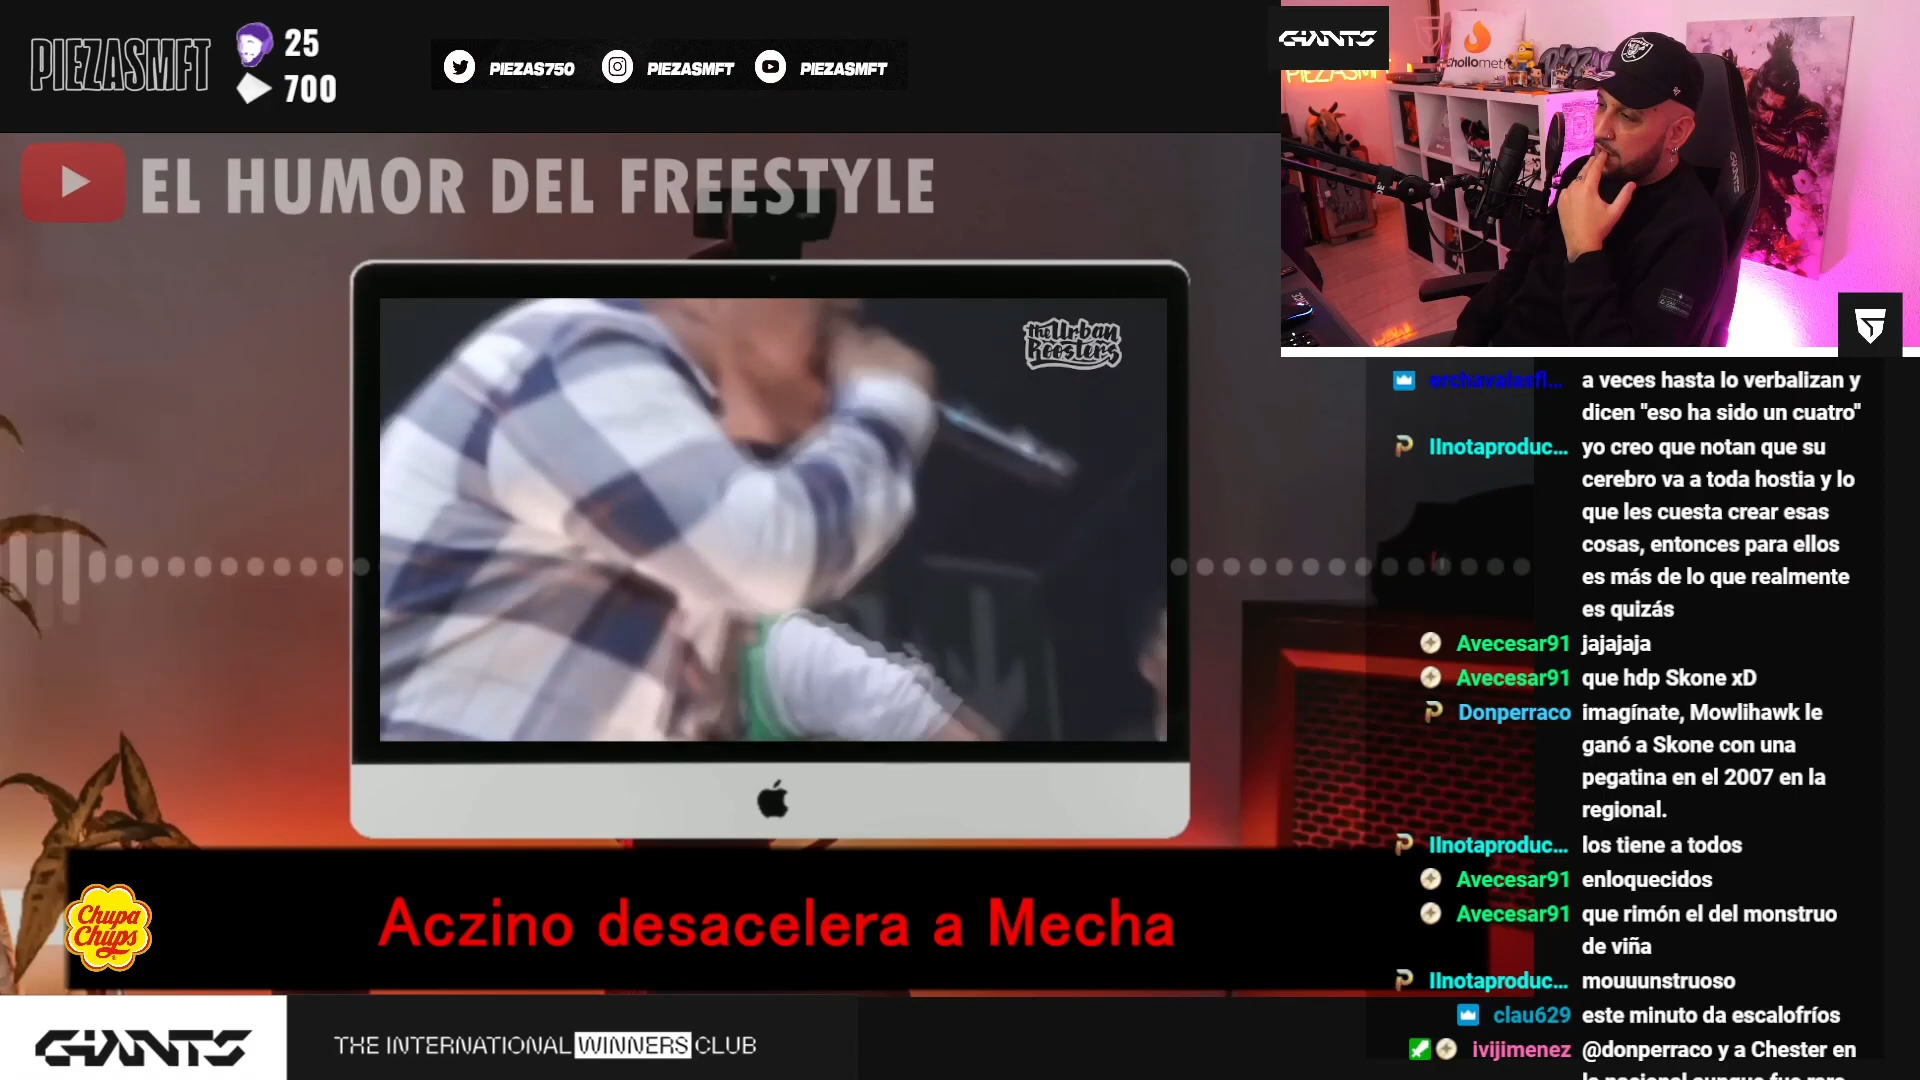 PIEZASMFT
25
700
PIEZAS750
PIEZASMFT
PIEZASMFT
GIANTS
EL HUMOR DEL FREESTYLE
the Urban
Roosters
a veces hasta lo verbalizan y
dicen "eso ha sido un cuatro"
llnotaproduc... yo creo que notan que su
cerebro va a toda hostia y lo
que les cuesta crear esas
cosas, entonces para ellos
es más de lo que realmente
es quizás
Avecesar91 jajajaja
Avecesar91 que hdp Skone xD
Donperraco imagínate, Mowlihawk le
ganó a Skone con una
pegatina en el 2007 en la
regional.
llnotaproduc... los tiene a todos
Avecesar91 enloquecidos
Avecesar91 que rimón el del monstruo
de viña
llnotaproduc... mouuunstruoso
clau629 este minuto da escalofríos
ivijimenez @donperraco y a Chester en
Chupa
Chups
Aczino desacelera a Mecha
GIANTS
THE INTERNATIONAL WINNERS CLUB